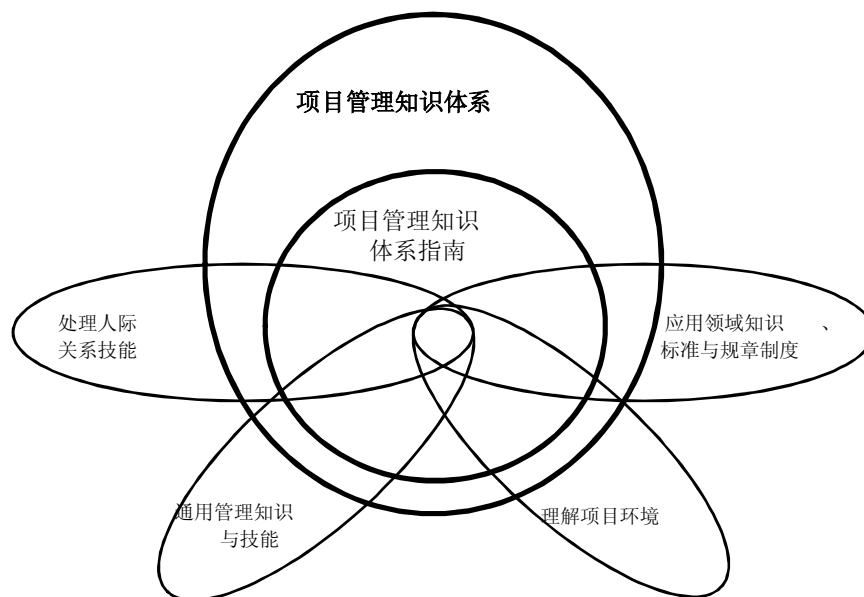 项目管理知识体系
项目管理知识
体系指南
处理人际
关系技能
应用领域知识、
标准与规章制度
通用管理知识
与技能
理解项目环境